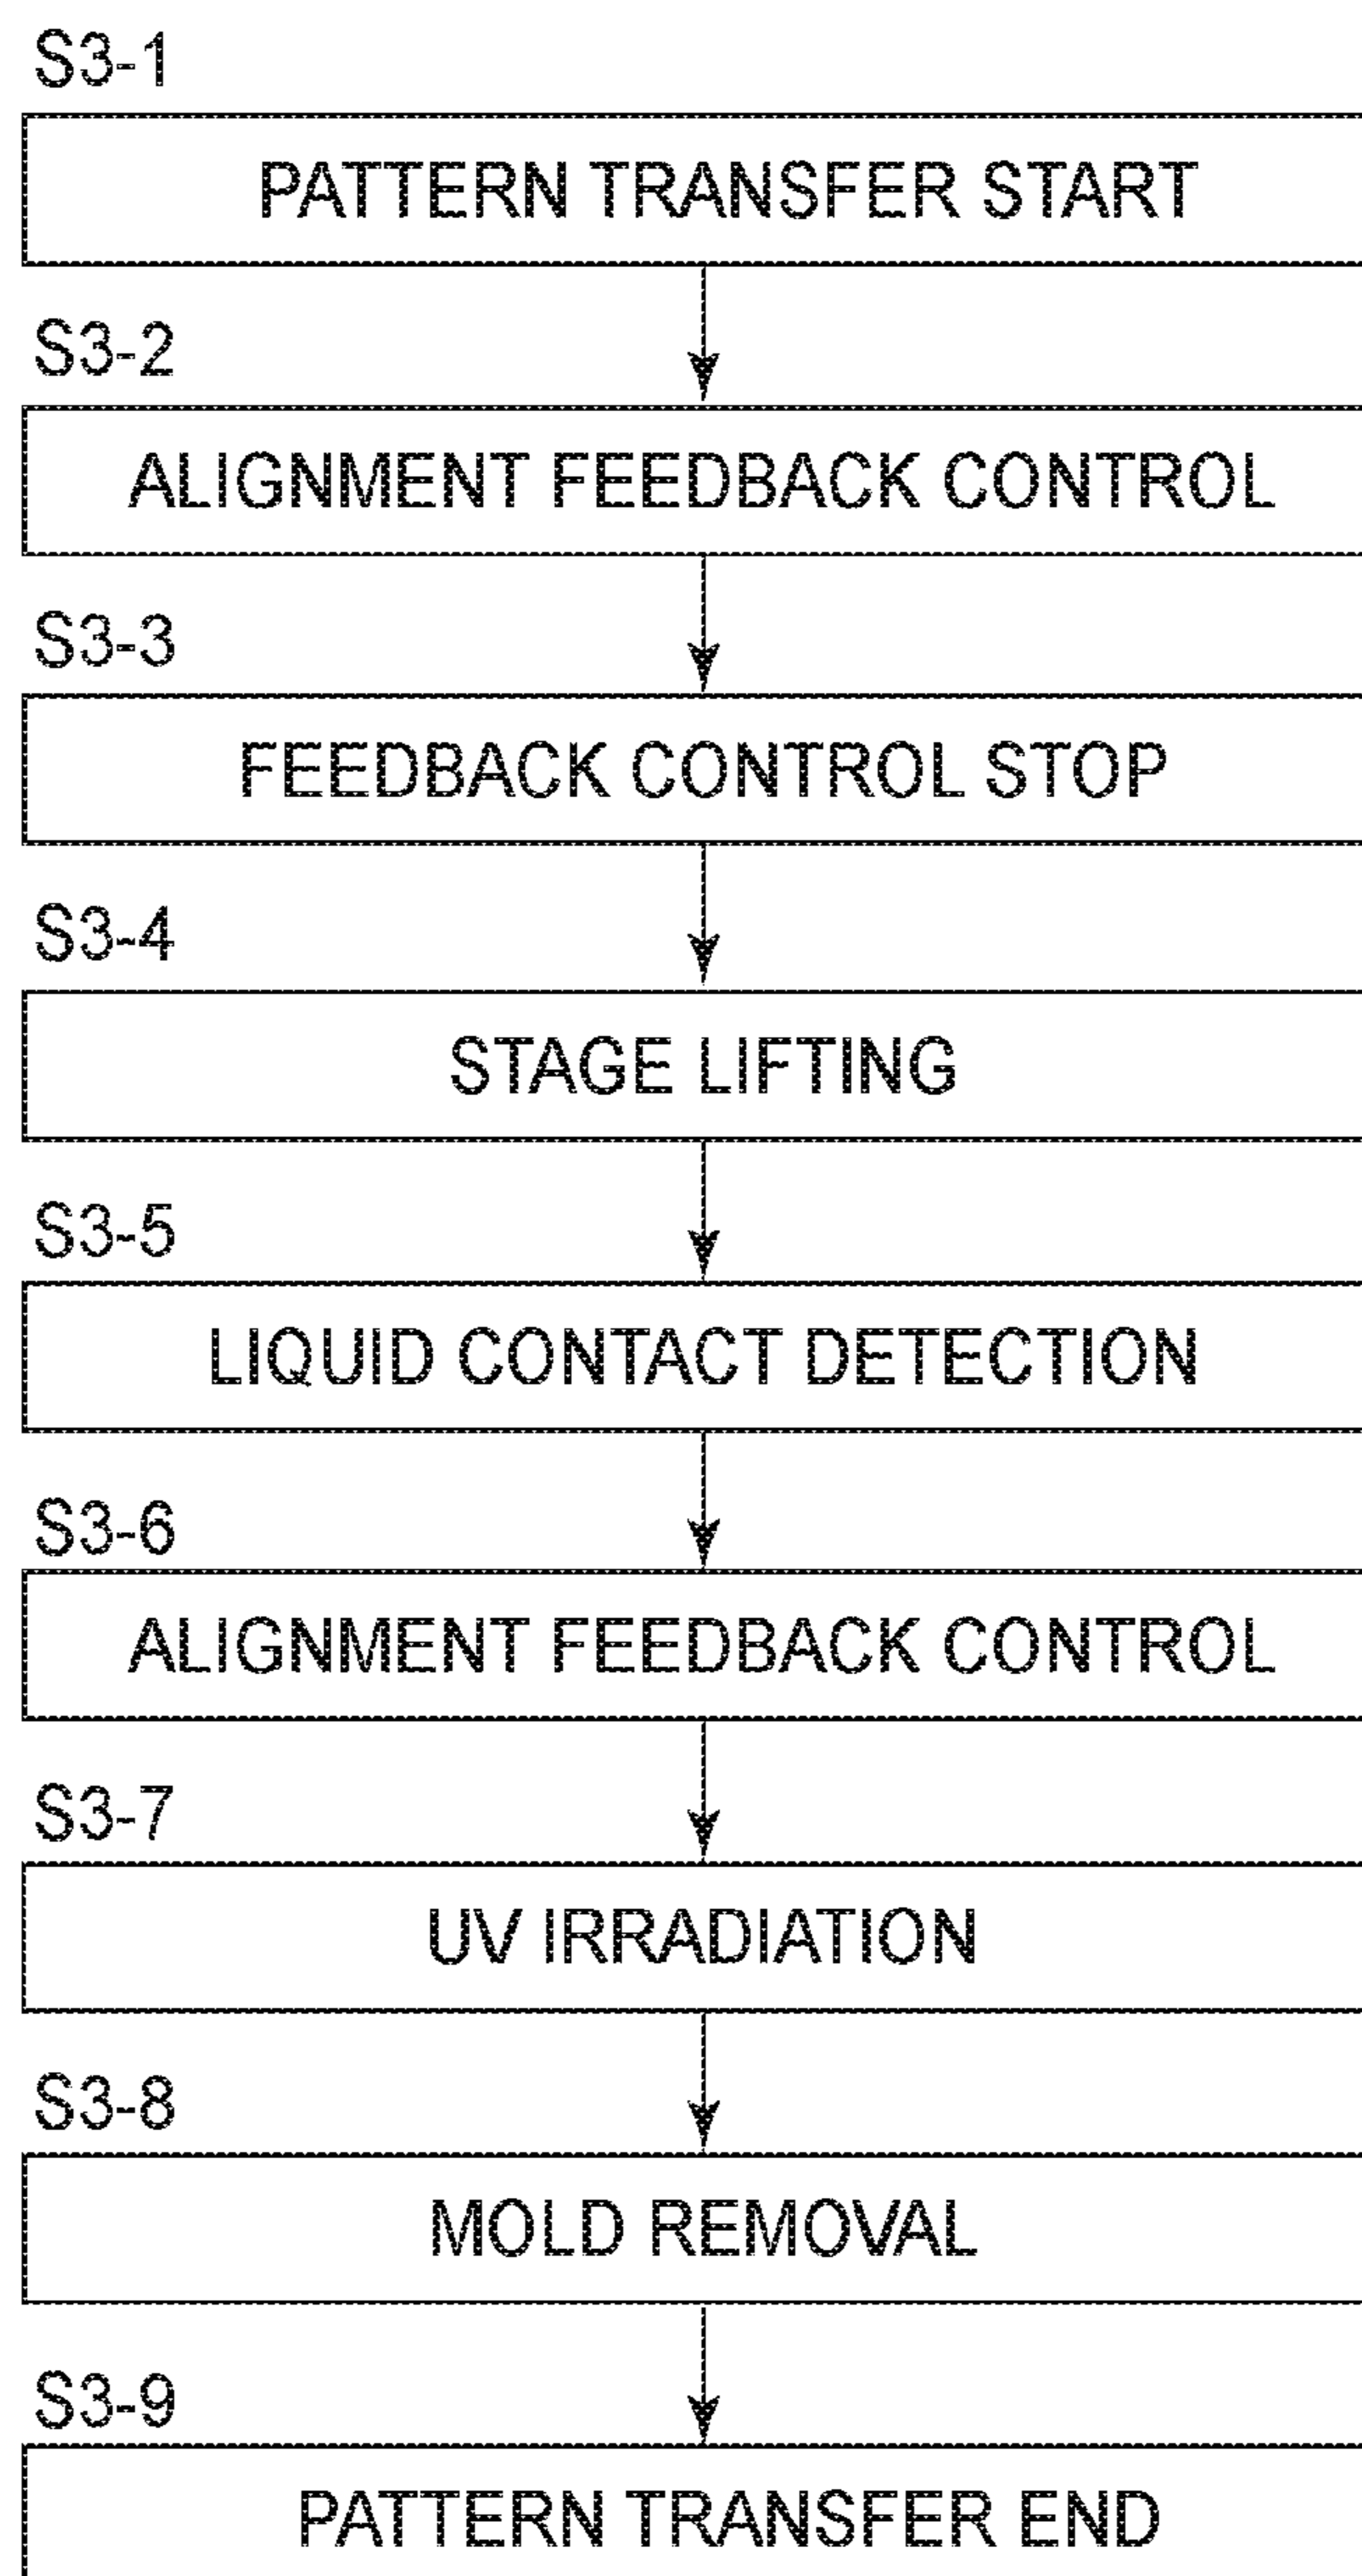 S3-1
PATTERN TRANSFER START
S3-2
ALIGNMENT FEEDBACK CONTROL
S3-3
FEEDBACK CONTROL STOP
S3-4
STAGE LIFTING
S3-5
LIQUID CONTACT DETECTION
S3-6
ALIGNMENT FEEDBACK CONTROL
S3-7
UV IRRADIATION
S3-8
MOLD REMOVAL
S3-9
PATTERN TRANSFER END